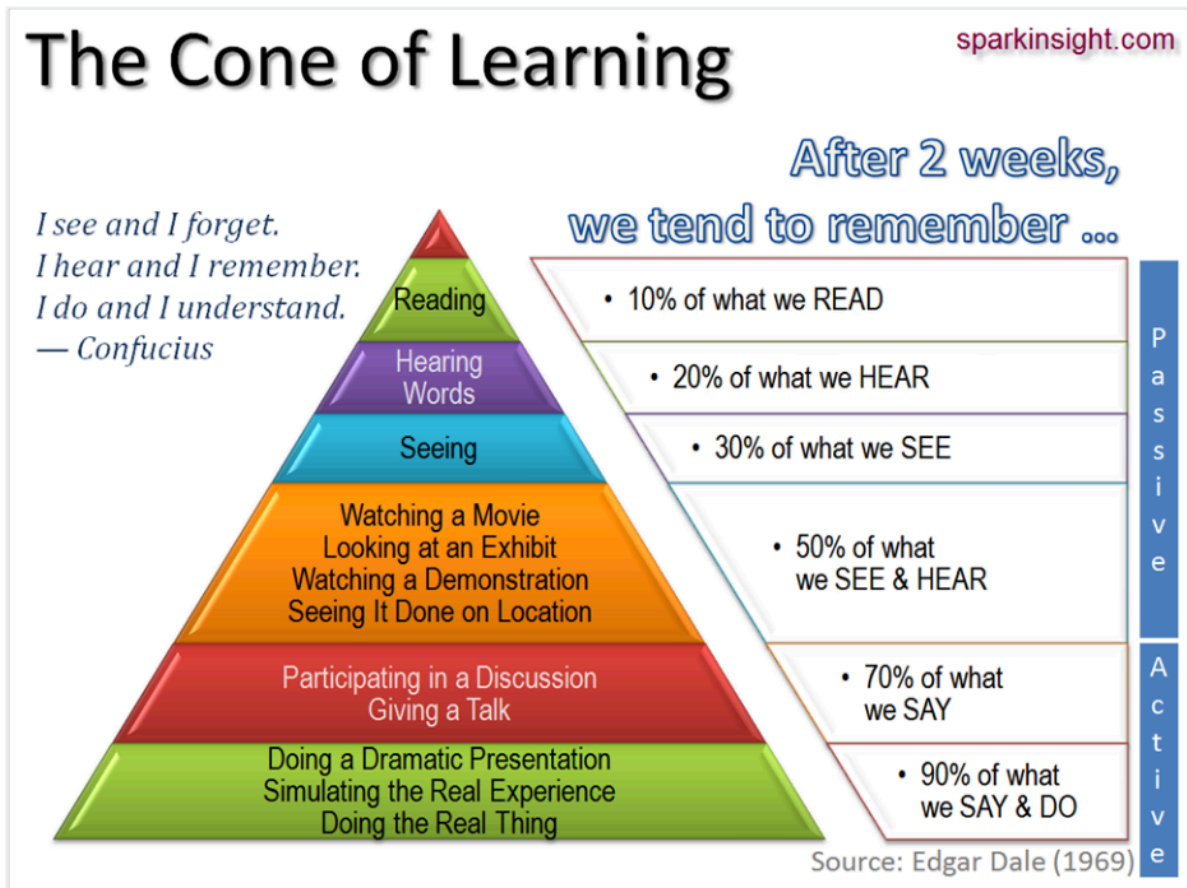 The Cone of Learning
sparkinsight.com
After 2 weeks,
we tend to remember ...
I see and I forget.
I hear and I remember.
I do and I understand.
— Confucius
Reading
• 10% of what we READ
Hearing
Words
• 20% of what we HEAR
Seeing
• 30% of what we SEE
Watching a Movie
Looking at an Exhibit
Watching a Demonstration
Seeing It Done on Location
• 50% of what
we SEE & HEAR
Passive
Participating in a Discussion
Giving a Talk
• 70% of what
we SAY
Doing a Dramatic Presentation
Simulating the Real Experience
Doing the Real Thing
• 90% of what
we SAY & DO
Active
Source: Edgar Dale (1969)